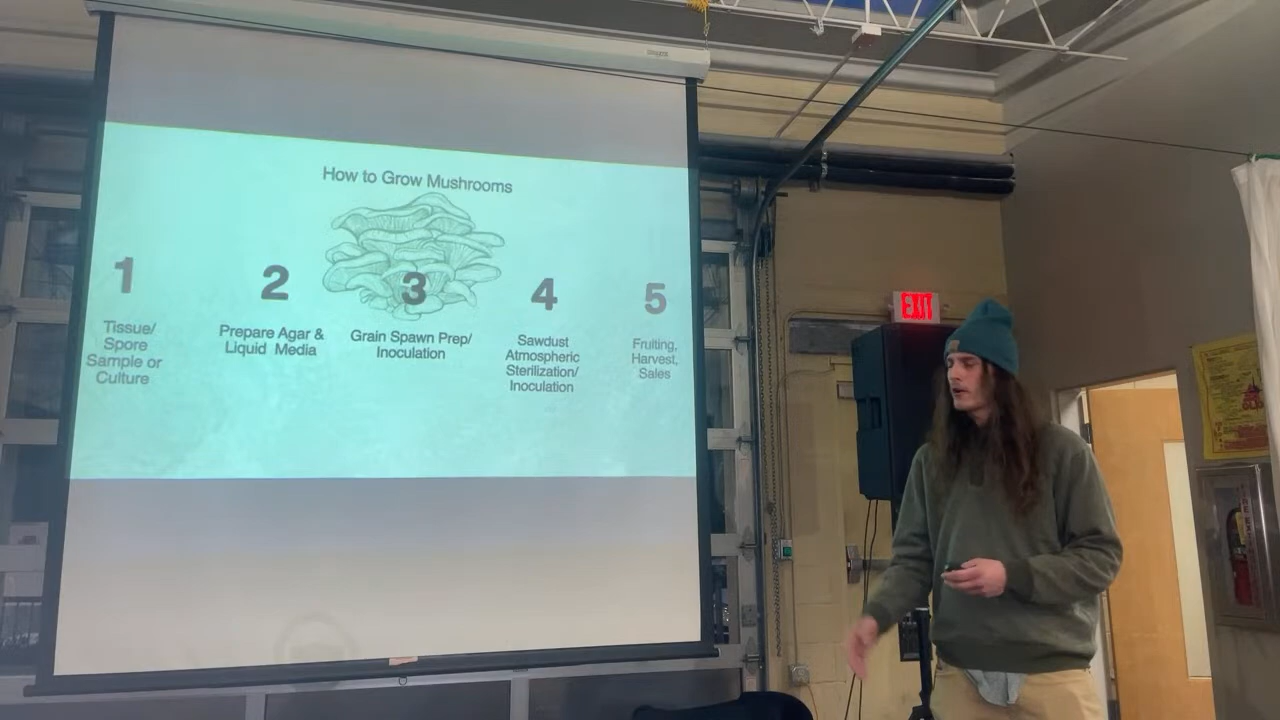 How to Grow Mushrooms
1
Tissue/
Spore
Sample or
Culture
2
Prepare Agar &
Liquid Media
3
Grain Spawn Prep/
Inoculation
4
Sawdust
Atmospheric
Sterilization/
Inoculation
5
Fruiting,
Harvest,
Sales
EXIT